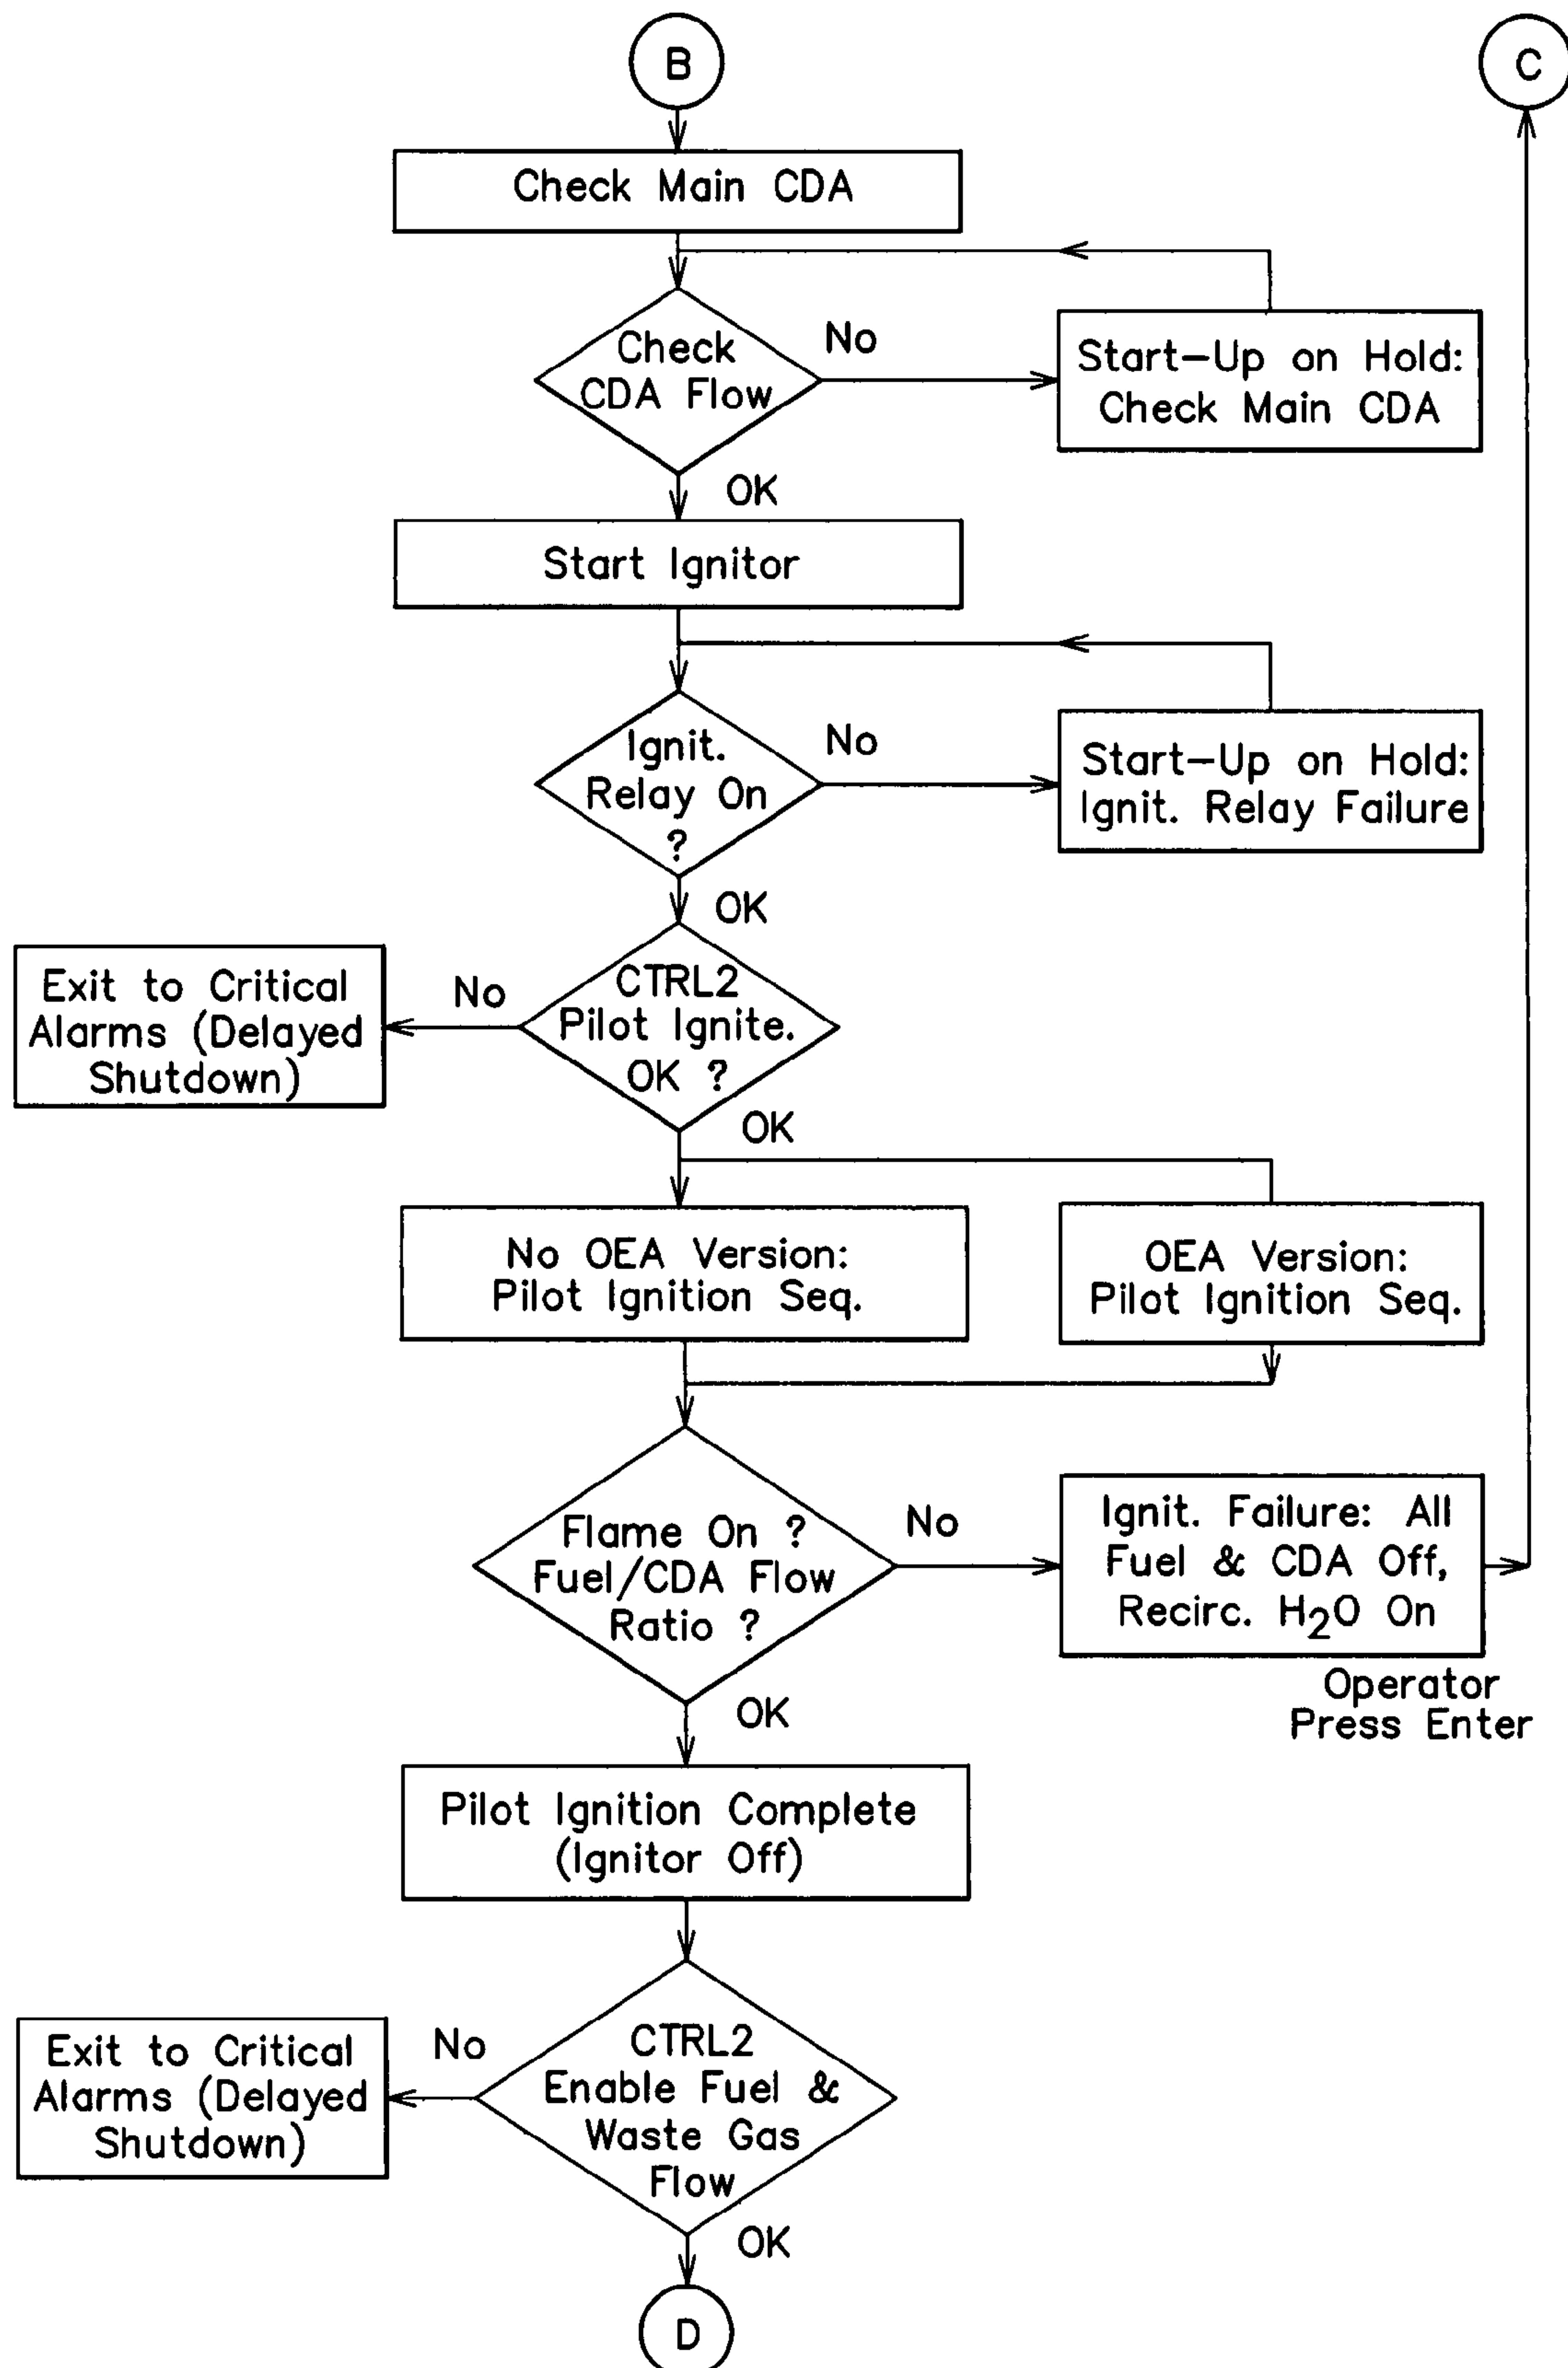 B
C
Check Main CDA
Check
CDA Flow
No
Start-Up on Hold:
Check Main CDA
OK
Start Ignitor
Ignit.
Relay On
?
No
Start-Up on Hold:
Ignit. Relay Failure
OK
Exit to Critical
Alarms (Delayed
Shutdown)
No
CTRL2
Pilot Ignite.
OK ?
OK
No OEA Version:
Pilot Ignition Seq.
OEA Version:
Pilot Ignition Seq.
Flame On ?
Fuel/CDA Flow
Ratio ?
No
Ignit. Failure: All
Fuel & CDA Off,
Recirc. H₂O On
Operator
Press Enter
OK
Pilot Ignition Complete
(Ignitor Off)
Exit to Critical
Alarms (Delayed
Shutdown)
No
CTRL2
Enable Fuel &
Waste Gas
Flow
OK
D